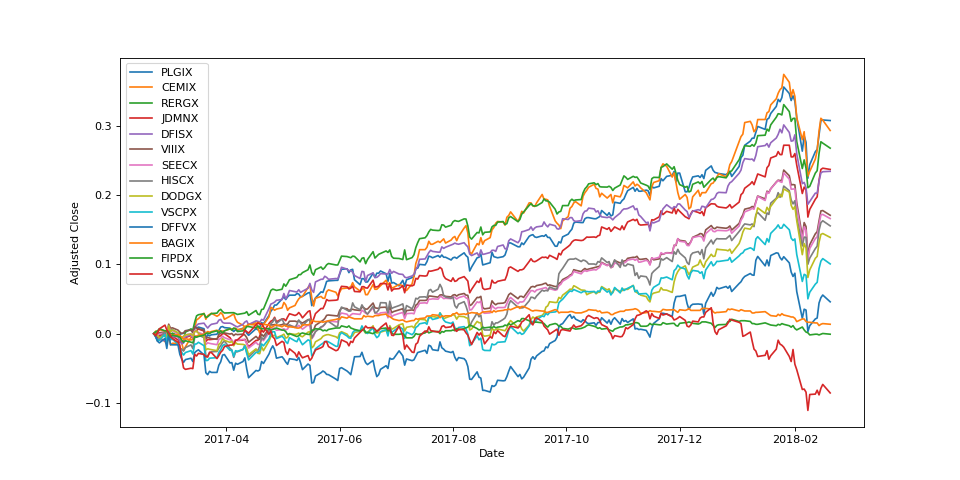 PLGIX
CEMIX
RERGX
JDMNX
DFISX
VIIIX
SEECX
HISCX
DODGX
VSCPX
DFFVX
BAGIX
FIPDX
VGSNX
Adjusted Close
0.3
0.2
0.1
0.0
−0.1
2017-04 2017-06 2017-08 2017-10 2017-12 2018-02
Date